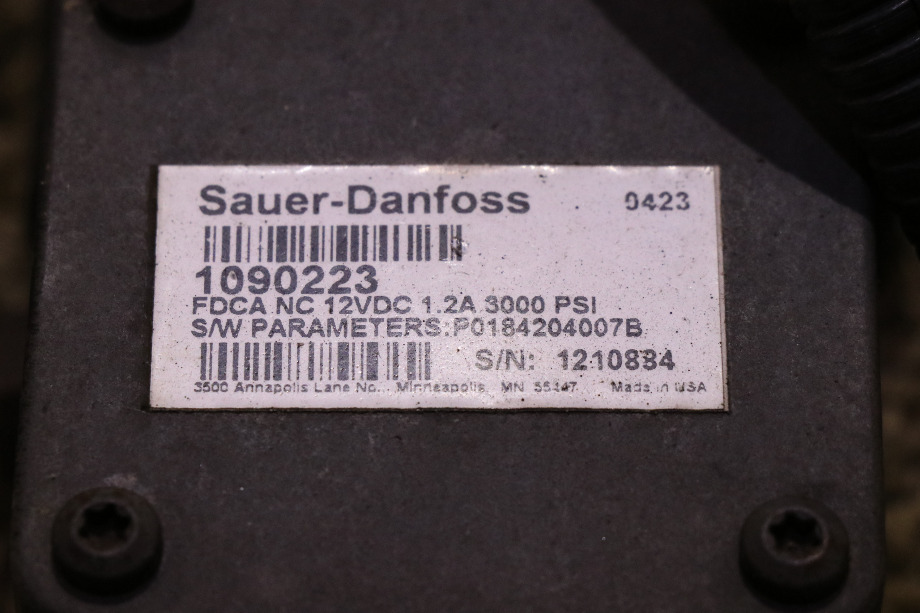 Sauer-Danfoss 0423
1090223
FDCA NC 12VDC 1.2A 3000 PSI
S/W PARAMETERS:P0184204007B
S/N: 1210884
3500 Annapolis Lane No., Minneapolis, MN 55447 Made in USA